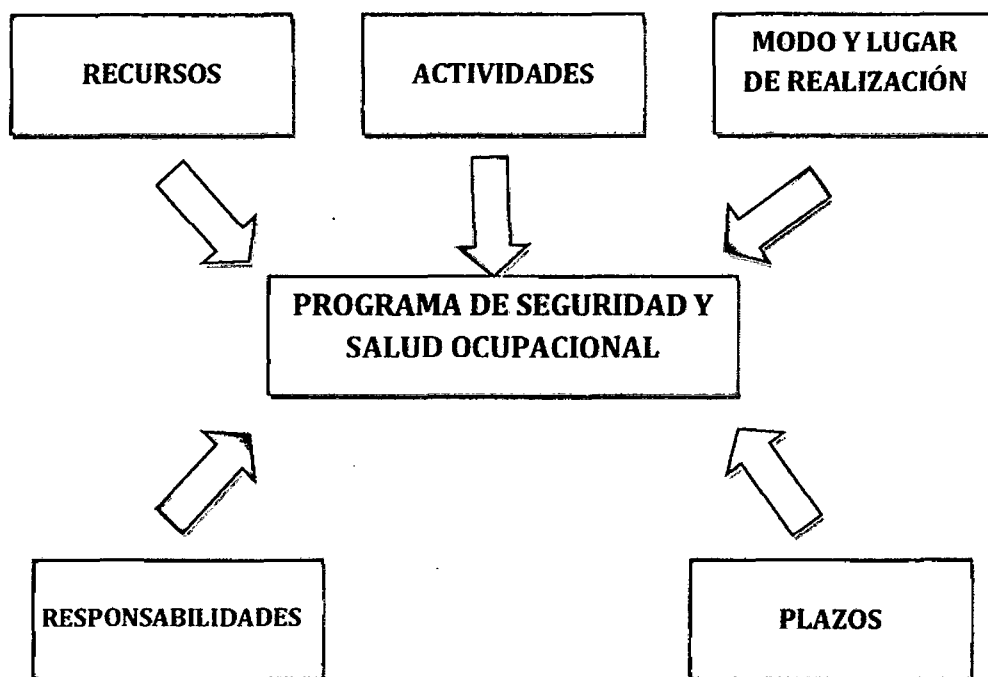 RECURSOS
ACTIVIDADES
MODO Y LUGAR
DE REALIZACIÓN
PROGRAMA DE SEGURIDAD Y
SALUD OCUPACIONAL
RESPONSABILIDADES
PLAZOS